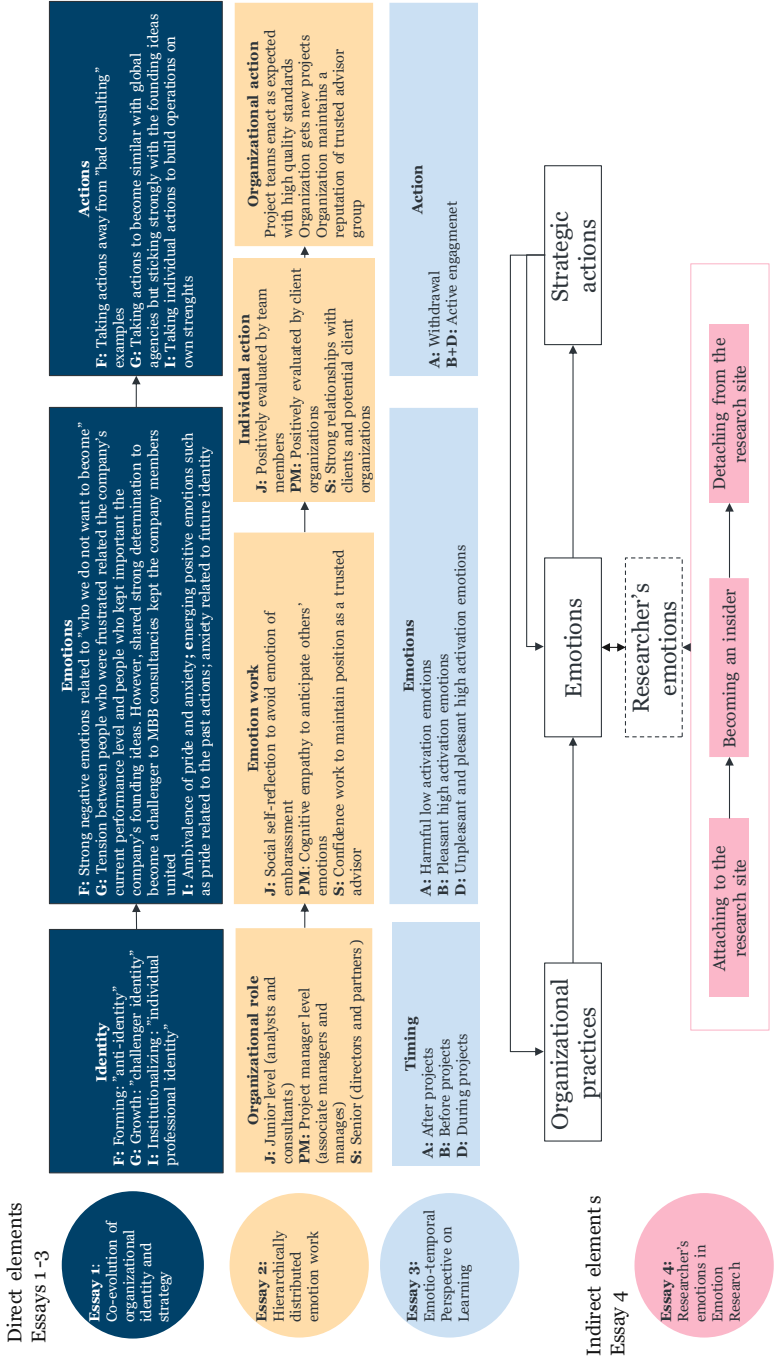 Direct elements
Essays 1-3
Essay 1:
Co-evolution of
organizational
identity and
strategy
Identity
F: Forming: "anti-identity"
G: Growth: "challenger identity"
I: Institutionalizing: "individual
professional identity"
Emotions
F: Strong negative emotions related to "who we do not want to become"
G: Tension between people who were frustrated related the company's
current performance level and people who kept important the
company's founding ideas. However, shared strong determination to
become a challenger to MBB consultancies kept the company members
united
I: Ambivalence of pride and anxiety; emerging positive emotions such
as pride related to the past actions; anxiety related to future identity
Actions
F: Taking actions away from "bad consulting"
examples
G: Taking actions to become similar with global
agencies but sticking strongly with the founding ideas
I: Taking individual actions to build operations on
own strenghts
Essay 2:
Hierarchically
distributed
emotion work
Organizational role
J: Junior level (analysts and
consultants)
PM: Project manager level
(associate managers and
manages)
S: Senior (directors and partners)
Emotion work
J: Social self-reflection to avoid emotion of
embarassment
PM: Cognitive empathy to anticipate others'
emotions
S: Confidence work to maintain position as a trusted
advisor
Individual action
J: Positively evaluated by team
members
PM: Positively evaluated by client
organizations
S: Strong relationships with
clients and potential client
organizations
Organizational action
Project teams enact as expected
with high quality standards
Organization gets new projects
Organization maintains a
reputation of trusted advisor
group
Essay 3:
Emotio-temporal
Perspective on
Learning
Timing
A: After projects
B: Before projects
D: During projects
Emotions
A: Harmful low activation emotions
B: Pleasant high activation emotions
D: Unpleasant and pleasant high activation emotions
Action
A: Withdrawal
B+D: Active engagmenet
Organizational
practices
Emotions
Strategic
actions
Researcher's
emotions
Indirect elements
Essay 4
Essay 4:
Researcher's
emotions in
Emotion
Research
Attaching to the
research site
Becoming an insider
Detaching from the
research site